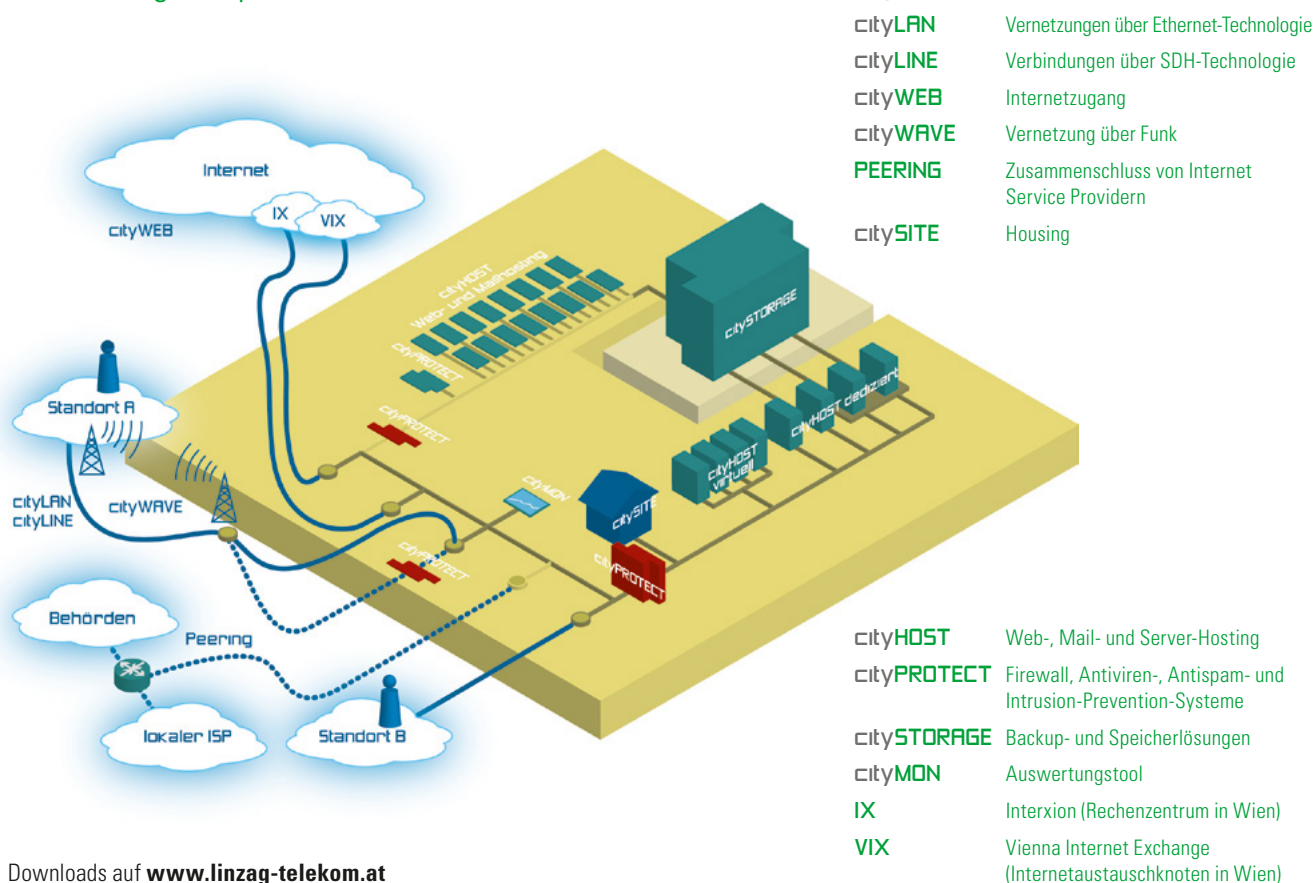 cityLAN Vernetzungen über Ethernet-Technologie
cityLINE Verbindungen über SDH-Technologie
cityWEB Internetzugang
cityWAVE Vernetzung über Funk
PEERING Zusammenschluss von Internet
Service Providern
citySITE Housing
Internet
IX
VIX
cityWEB
cityHOST
Web- und Mailhosting
cityPROTECT
cityPROTECT
citySTORAGE
cityHOST dediziert
cityHOST
virtuell
cityMON
citySITE
cityPROTECT
cityPROTECT
Standort A
cityLAN
cityLINE
cityWAVE
Behörden
Peering
lokaler ISP
Standort B
cityHOST Web-, Mail- und Server-Hosting
cityPROTECT Firewall, Antiviren-, Antispam- und
Intrusion-Prevention-Systeme
citySTORAGE Backup- und Speicherlösungen
cityMON Auswertungstool
IX Interxion (Rechenzentrum in Wien)
VIX Vienna Internet Exchange
(Internetaustauschknoten in Wien)
Downloads auf www.linzag-telekom.at